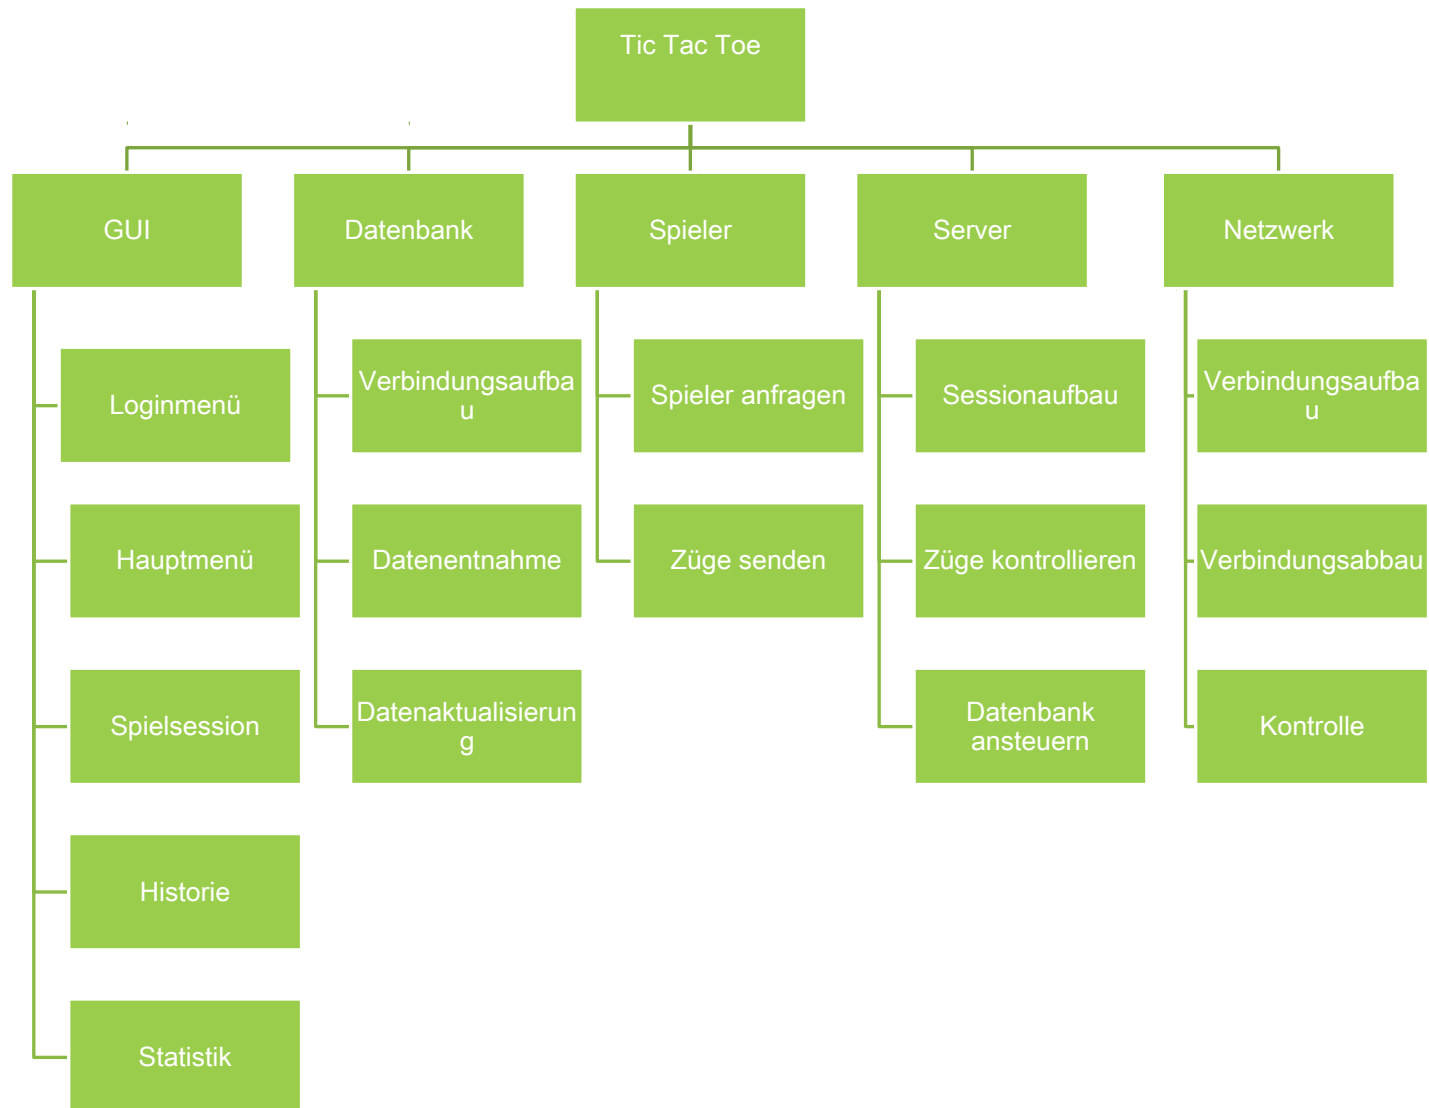 Tic Tac Toe
GUI
Datenbank
Spieler
Server
Netzwerk
Loginmenü
Hauptmenü
Spielsession
Historie
Statistik
Verbindungsaufba
u
Datenentnahme
Datenaktualisierun
g
Spieler anfragen
Züge senden
Sessionaufbau
Züge kontrollieren
Datenbank
ansteuern
Verbindungsaufba
u
Verbindungsabbau
Kontrolle